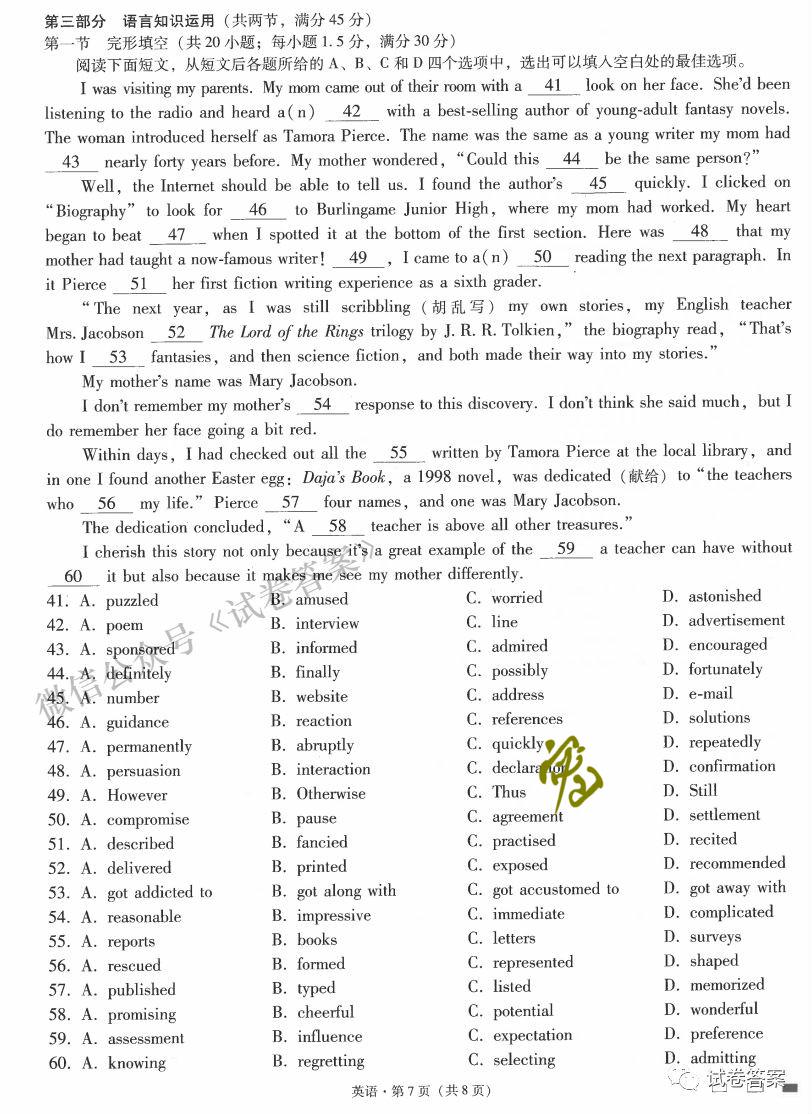 第三部分 语言知识运用（共两节，满分45分）
第一节 完形填空（共20小题；每小题1.5分，满分30分）
阅读下面短文，从短文后各题所给的A、B、C和D四个选项中，选出可以填入空白处的最佳选项。
I was visiting my parents. My mom came out of their room with a 41 look on her face. She'd been
listening to the radio and heard a(n) 42 with a best-selling author of young-adult fantasy novels.
The woman introduced herself as Tamora Pierce. The name was the same as a young writer my mom had
43 nearly forty years before. My mother wondered, "Could this 44 be the same person?"
Well, the Internet should be able to tell us. I found the author's 45 quickly. I clicked on
"Biography" to look for 46 to Burlingame Junior High, where my mom had worked. My heart
began to beat 47 when I spotted it at the bottom of the first section. Here was 48 that my
mother had taught a now-famous writer! 49, I came to a(n) 50 reading the next paragraph. In
it Pierce 51 her first fiction writing experience as a sixth grader.
"The next year, as I was still scribbling (胡乱写) my own stories, my English teacher
Mrs. Jacobson 52 The Lord of the Rings trilogy by J. R. R. Tolkien," the biography read, "That's
how I 53 fantasies, and then science fiction, and both made their way into my stories."
My mother's name was Mary Jacobson.
I don't remember my mother's 54 response to this discovery. I don't think she said much, but I
do remember her face going a bit red.
Within days, I had checked out all the 55 written by Tamora Pierce at the local library, and
in one I found another Easter egg: Daja's Book, a 1998 novel, was dedicated (献给) to "the teachers
who 56 my life." Pierce 57 four names, and one was Mary Jacobson.
The dedication concluded, "A 58 teacher is above all other treasures."
I cherish this story not only because it's a great example of the 59 a teacher can have without
60 it but also because it makes me see my mother differently.
41. A. puzzled B. amused C. worried D. astonished
42. A. poem B. interview C. line D. advertisement
43. A. sponsored B. informed C. admired D. encouraged
44. A. definitely B. finally C. possibly D. fortunately
45. A. number B. website C. address D. e-mail
46. A. guidance B. reaction C. references D. solutions
47. A. permanently B. abruptly C. quickly D. repeatedly
48. A. persuasion B. interaction C. declaration D. confirmation
49. A. However B. Otherwise C. Thus D. Still
50. A. compromise B. pause C. agreement D. settlement
51. A. described B. fancied C. practised D. recited
52. A. delivered B. printed C. exposed D. recommended
53. A. got addicted to B. got along with C. got accustomed to D. got away with
54. A. reasonable B. impressive C. immediate D. complicated
55. A. reports B. books C. letters D. surveys
56. A. rescued B. formed C. represented D. shaped
57. A. published B. typed C. listed D. memorized
58. A. promising B. cheerful C. potential D. wonderful
59. A. assessment B. influence C. expectation D. preference
60. A. knowing B. regretting C. selecting D. admitting
英语·第7页（共8页）
微信公众号《试卷答案》
试卷答案